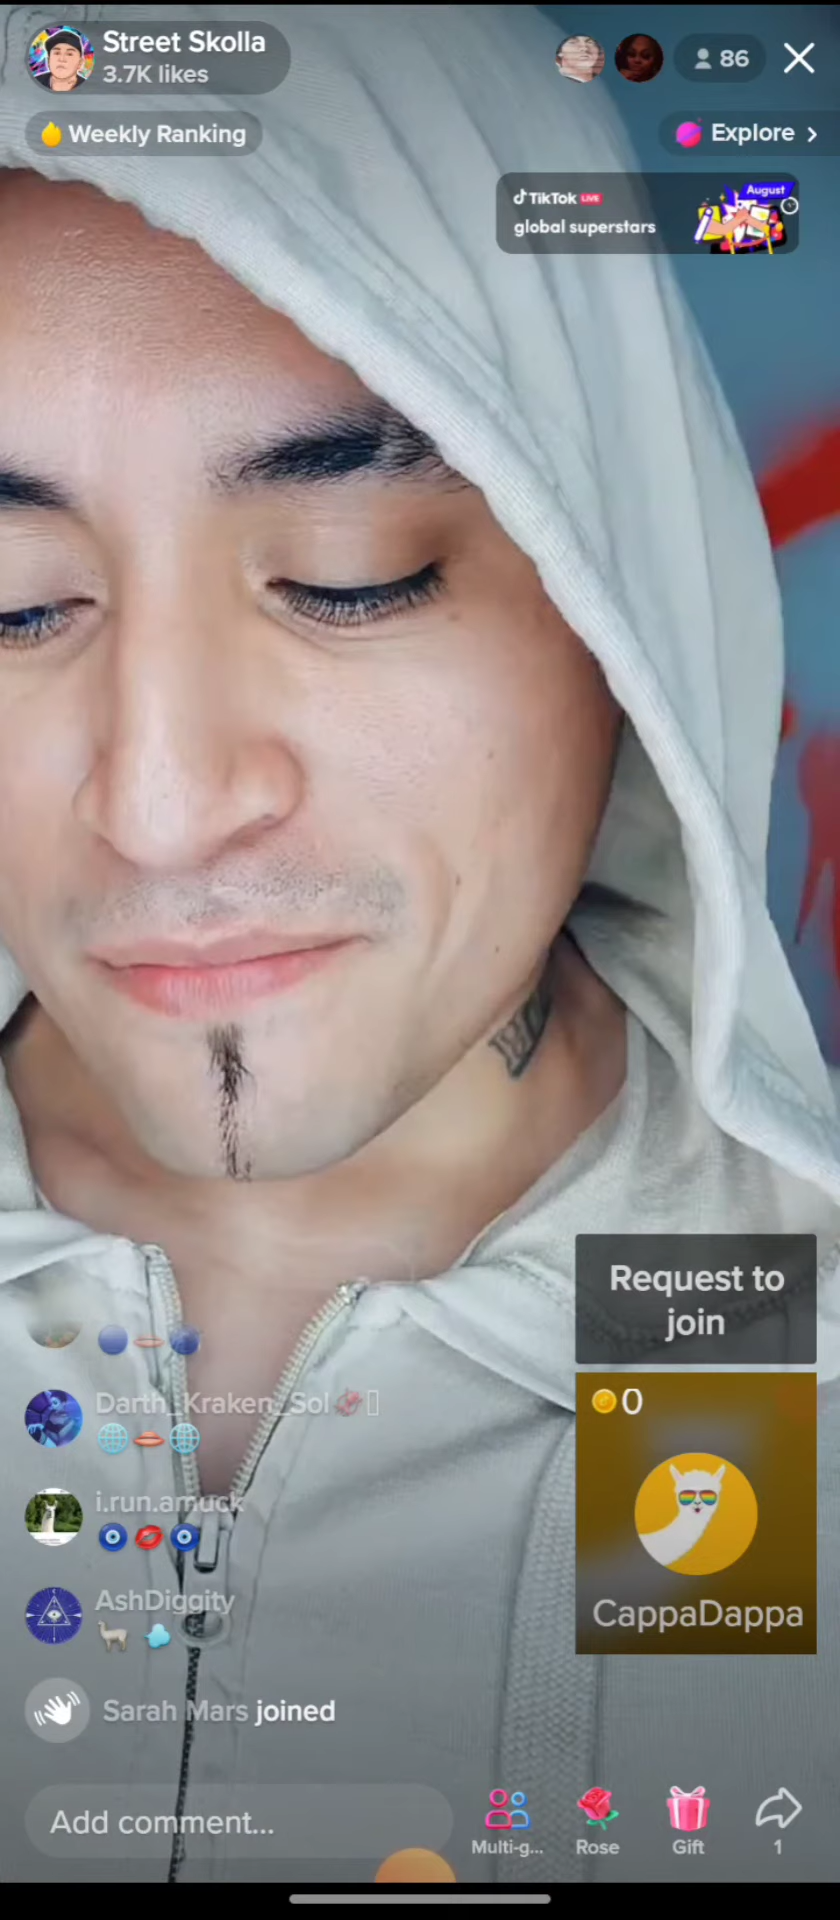 Street Skolla
3.7K likes
86
Weekly Ranking
Explore
TikTok LIVE
August
global superstars
Request to
join
Darth_Kraken_Sol
0
i.run.amuck
AshDiggity
CappaDappa
Sarah Mars joined
Add comment...
Multi-g...
Rose
Gift
1